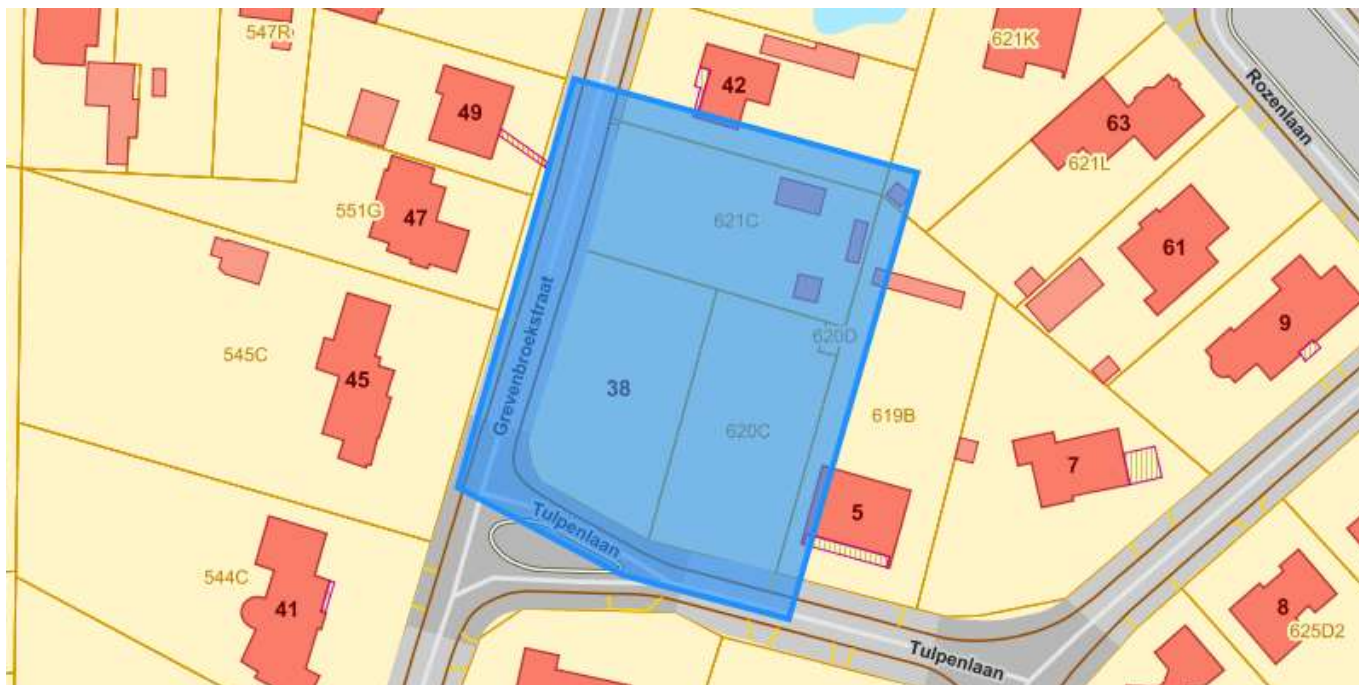 547R
621K
42
49
63
Rozenlaan
621L
551G
47
621C
61
Grevenbroekstraat
9
620D
545C
45
38
619B
620C
7
5
Tulpenlaan
544C
41
8
625D2
Tulpenlaan